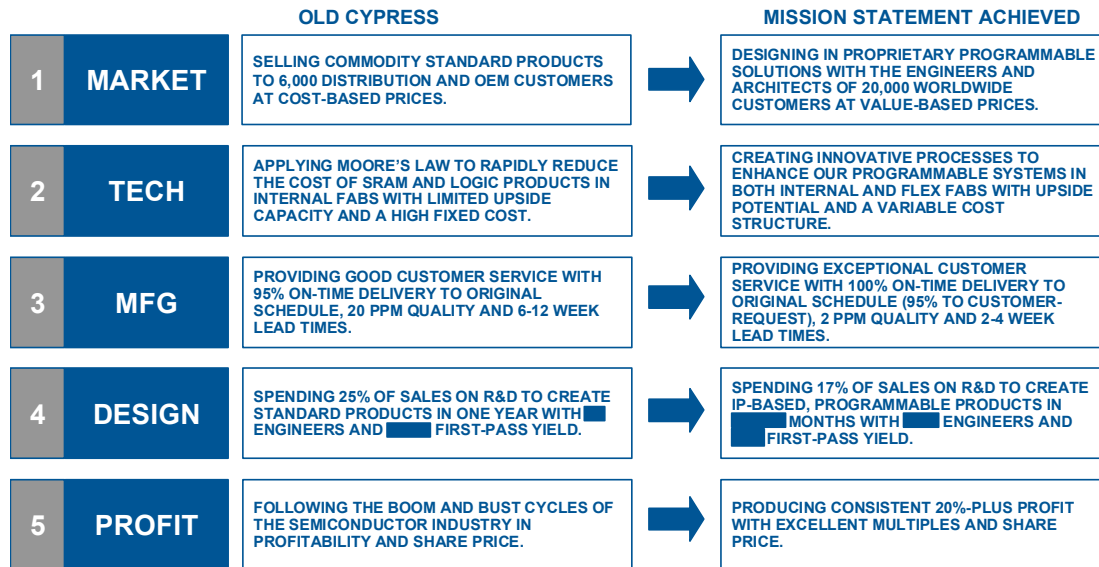 OLD CYPRESS
MISSION STATEMENT ACHIEVED
1
MARKET
SELLING COMMODITY STANDARD PRODUCTS
TO 6,000 DISTRIBUTION AND OEM CUSTOMERS
AT COST-BASED PRICES.
DESIGNING IN PROPRIETARY PROGRAMMABLE
SOLUTIONS WITH THE ENGINEERS AND
ARCHITECTS OF 20,000 WORLDWIDE
CUSTOMERS AT VALUE-BASED PRICES.
2
TECH
APPLYING MOORE’S LAW TO RAPIDLY REDUCE
THE COST OF SRAM AND LOGIC PRODUCTS IN
INTERNAL FABS WITH LIMITED UPSIDE
CAPACITY AND A HIGH FIXED COST.
CREATING INNOVATIVE PROCESSES TO
ENHANCE OUR PROGRAMMABLE SYSTEMS IN
BOTH INTERNAL AND FLEX FABS WITH UPSIDE
POTENTIAL AND A VARIABLE COST
STRUCTURE.
3
MFG
PROVIDING GOOD CUSTOMER SERVICE WITH
95% ON-TIME DELIVERY TO ORIGINAL
SCHEDULE, 20 PPM QUALITY AND 6-12 WEEK
LEAD TIMES.
PROVIDING EXCEPTIONAL CUSTOMER
SERVICE WITH 100% ON-TIME DELIVERY TO
ORIGINAL SCHEDULE (95% TO CUSTOMER-
REQUEST), 2 PPM QUALITY AND 2-4 WEEK
LEAD TIMES.
4
DESIGN
SPENDING 25% OF SALES ON R&D TO CREATE
STANDARD PRODUCTS IN ONE YEAR WITH
ENGINEERS AND FIRST-PASS YIELD.
SPENDING 17% OF SALES ON R&D TO CREATE
IP-BASED, PROGRAMMABLE PRODUCTS IN
MONTHS WITH ENGINEERS AND
FIRST-PASS YIELD.
5
PROFIT
FOLLOWING THE BOOM AND BUST CYCLES OF
THE SEMICONDUCTOR INDUSTRY IN
PROFITABILITY AND SHARE PRICE.
PRODUCING CONSISTENT 20%-PLUS PROFIT
WITH EXCELLENT MULTIPLES AND SHARE
PRICE.